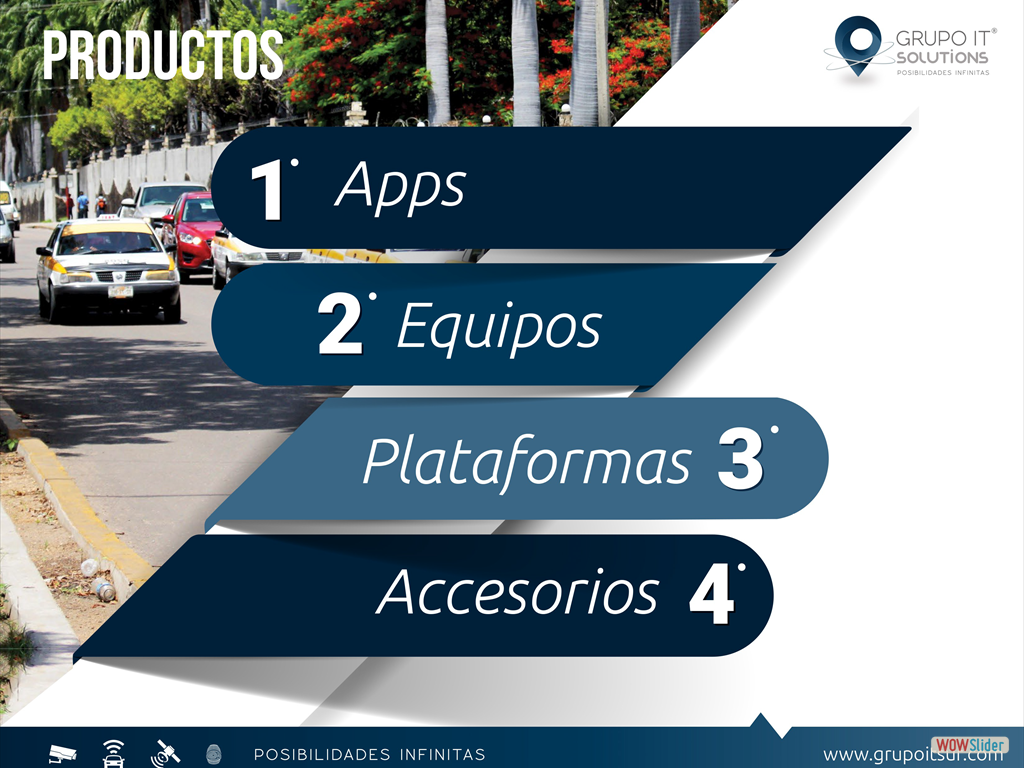 PRODUCTOS
GRUPO IT®
SOLUTIONS
POSIBILIDADES INFINITAS
1 Apps
2 Equipos
Plataformas 3
Accesorios 4
POSIBILIDADES INFINITAS
www.grupoitsur.com
WOWSlider